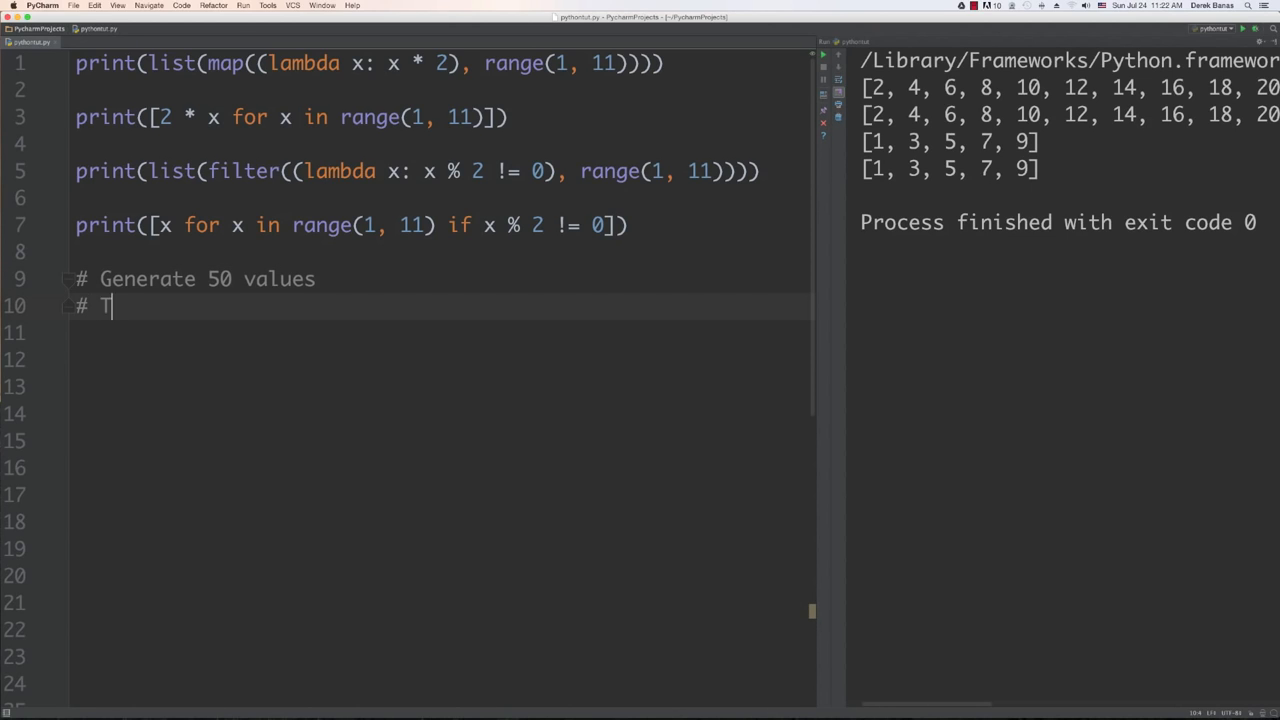 PyCharm File Edit View Navigate Code Refactor Run Tools VCS Window Help
10 Sun Jul 24 11:22 AM Derek Banas
pythontut.py - PycharmProjects - [~/PycharmProjects]
PycharmProjects pythontut.py pythontut
pythontut.py
Run: pythontut
1 print(list(map((lambda x: x * 2), range(1, 11))))
2
3 print([2 * x for x in range(1, 11)])
4
5 print(list(filter((lambda x: x % 2 != 0), range(1, 11))))
6
7 print([x for x in range(1, 11) if x % 2 != 0])
8
9 # Generate 50 values
10 # T
11
12
13
14
15
16
17
18
19
20
21
22
23
24
/Library/Frameworks/Python.framewor
[2, 4, 6, 8, 10, 12, 14, 16, 18, 20
[2, 4, 6, 8, 10, 12, 14, 16, 18, 20
[1, 3, 5, 7, 9]
[1, 3, 5, 7, 9]
Process finished with exit code 0
10:4 LF‡ UTF-8‡